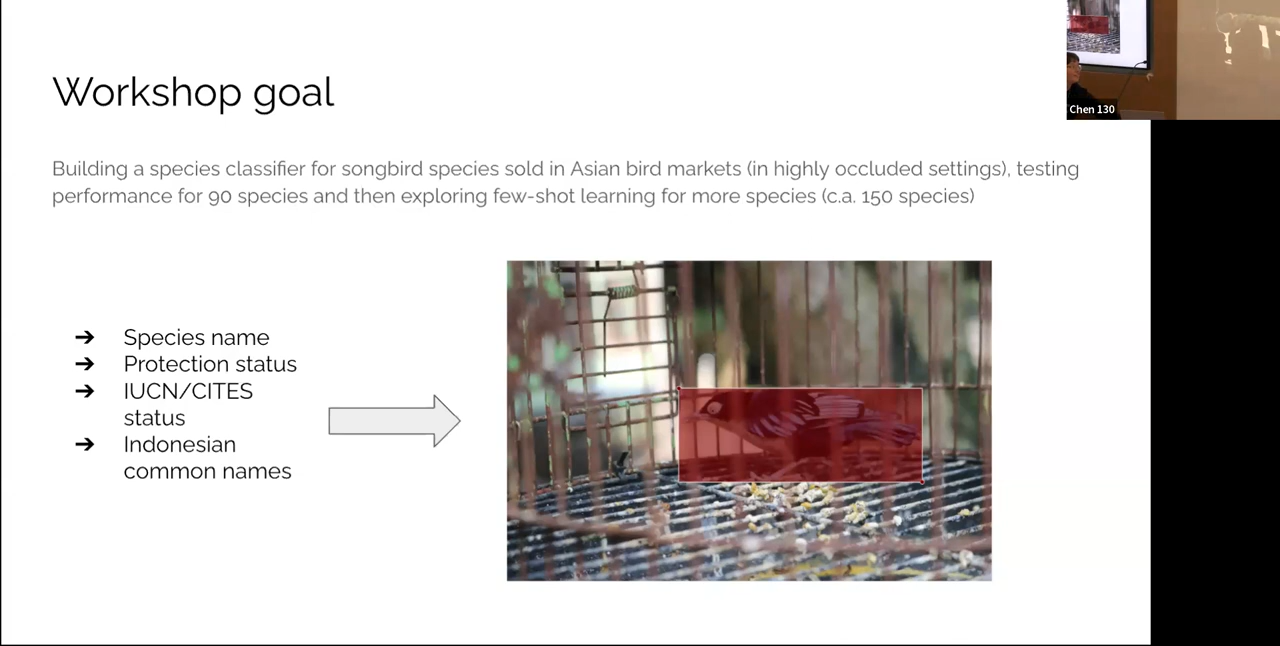 Workshop goal
Building a species classifier for songbird species sold in Asian bird markets (in highly occluded settings), testing
performance for 90 species and then exploring few-shot learning for more species (c.a. 150 species)
➔ Species name
➔ Protection status
➔ IUCN/CITES
status
➔ Indonesian
common names
Chen 130